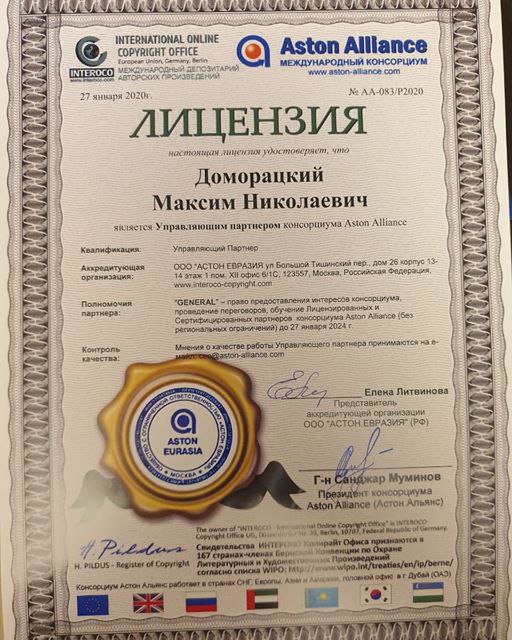 INTERNATIONAL ONLINE
COPYRIGHT OFFICE
European Union, Germany, Berlin
INTEROCO
www.interoco.com
МЕЖДУНАРОДНЫЙ ДЕПОЗИТАРИЙ
АВТОРСКИХ ПРОИЗВЕДЕНИЙ
Aston Alliance
МЕЖДУНАРОДНЫЙ КОНСОРЦИУМ
www.aston-alliance.com
27 января 2020г.
№ AA-083/P2020
ЛИЦЕНЗИЯ
настоящая лицензия удостоверяет, что
Доморацкий
Максим Николаевич
является Управляющим партнером консорциума Aston Alliance
Квалификация:
Управляющий Партнер
Аккредитующая
организация:
ООО "АСТОН ЕВРАЗИЯ ул Большой Тишинский пер., дом 26 корпус 13-
14 этаж 1 пом. XII офис 6/1С, 123557, Москва, Российская Федерация,
www.interoco-copyright.com
Полномочия
партнера:
"GENERAL" – право предоставления интересов консорциума,
проведение переговоров, обучение Лицензированных и
Сертифицированных партнеров консорциума Aston Alliance (без
региональных ограничений) до 27 января 2024 г.
Контроль
качества:
Мнения о качестве работы Управляющего партнера принимаются на е-
майл: ceo@aston-alliance.com
Елена Литвинова
Представитель
аккредитующей организации
ООО "АСТОН ЕВРАЗИЯ" (РФ)
ОБЩЕСТВО С ОГРАНИЧЕННОЙ ОТВЕТСТВЕННОСТЬЮ «АСТОН ЕВРАЗИЯ»
ASTON
EURASIA
МОСКВА
Г-н Санджар Муминов
Президент консорциума
Aston Alliance (Астон Альянс)
H. Pildus
H. PILDUS - Register of Copyright
The owner of "INTEROCO - International Online Copyright Office" is INTEROCO
Copyright Office UG, Düsseldorfer Str. 39, Berlin, 10707, Federal Republic of Germany.
Свидетельства ИНТЕРОКО Копирайт Офиса признаются в
167 странах-членах Бернской Конвенции по Охране
Литературных и Художественных Произведений
согласно списка WIPO: http://www.wipo.int/treaties/en/ip/berne/
Консорциум Астон Альянс работает в странах СНГ, Европы, Азии и Америки, головной офис в г Дубай (ОАЭ)